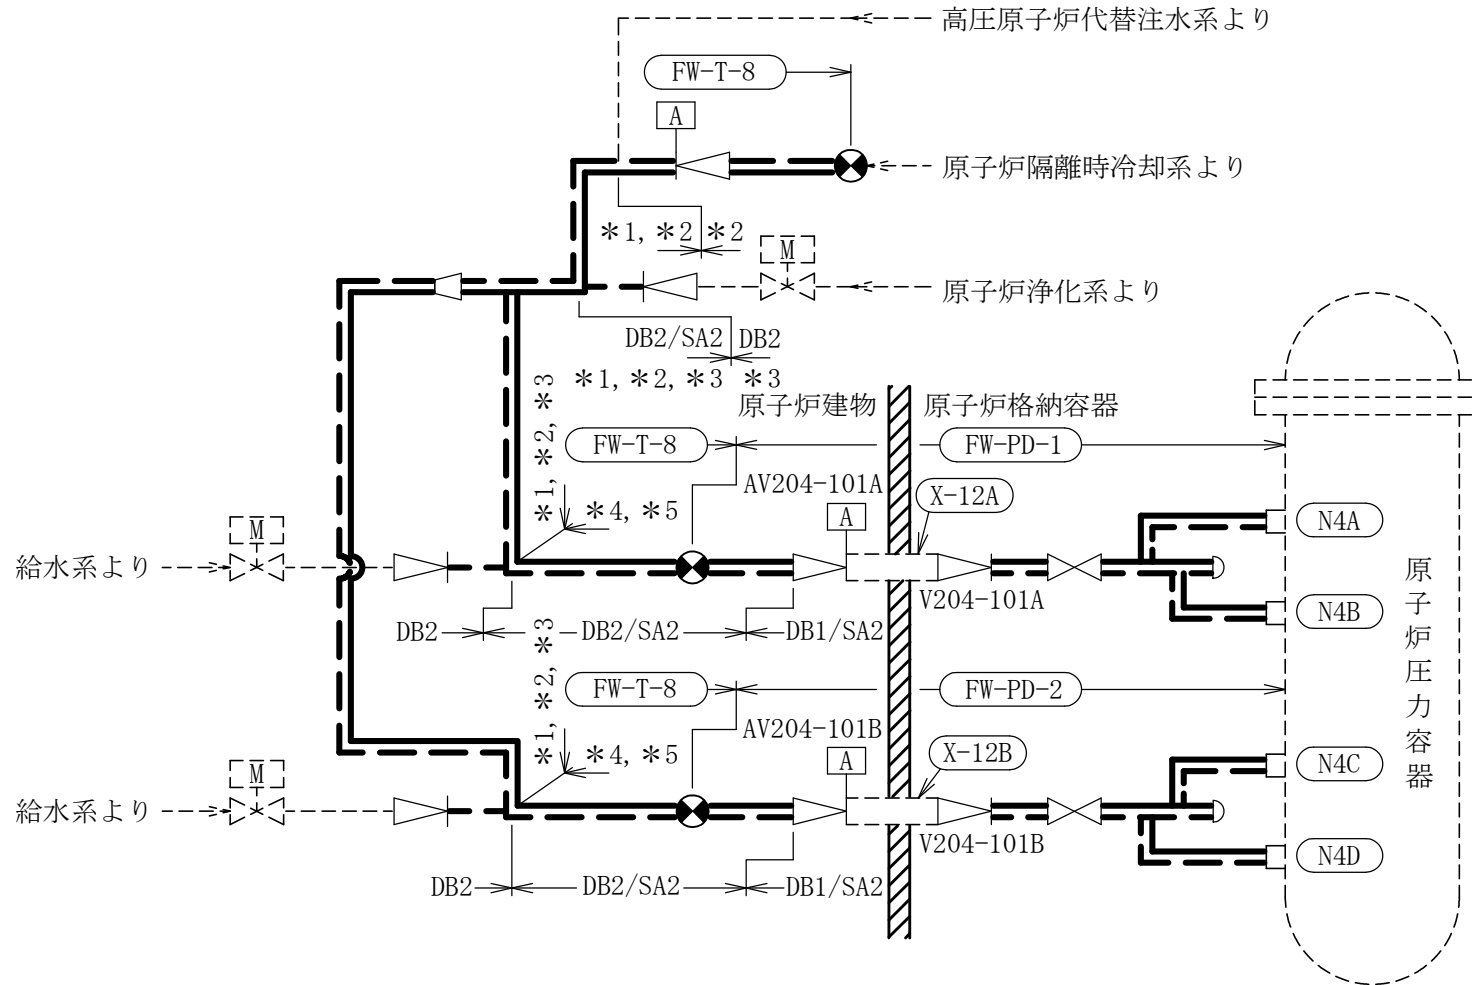 高圧原子炉代替注水系より
FW-T-8
A
原子炉隔離時冷却系より
*1, *2 *2
M
原子炉浄化系より
DB2/SA2 DB2
*1, *2, *3 *3
*1, *2, *3
原子炉建物 原子炉格納容器
FW-T-8
FW-PD-1
AV204-101A
X-12A
*4, *5
A
N4A
M
給水系より
V204-101A
N4B
DB2
DB2/SA2
DB1/SA2
原子炉圧力容器
*1, *2, *3
FW-T-8
FW-PD-2
AV204-101B
X-12B
*4, *5
A
N4C
M
給水系より
V204-101B
N4D
DB2
DB2/SA2
DB1/SA2